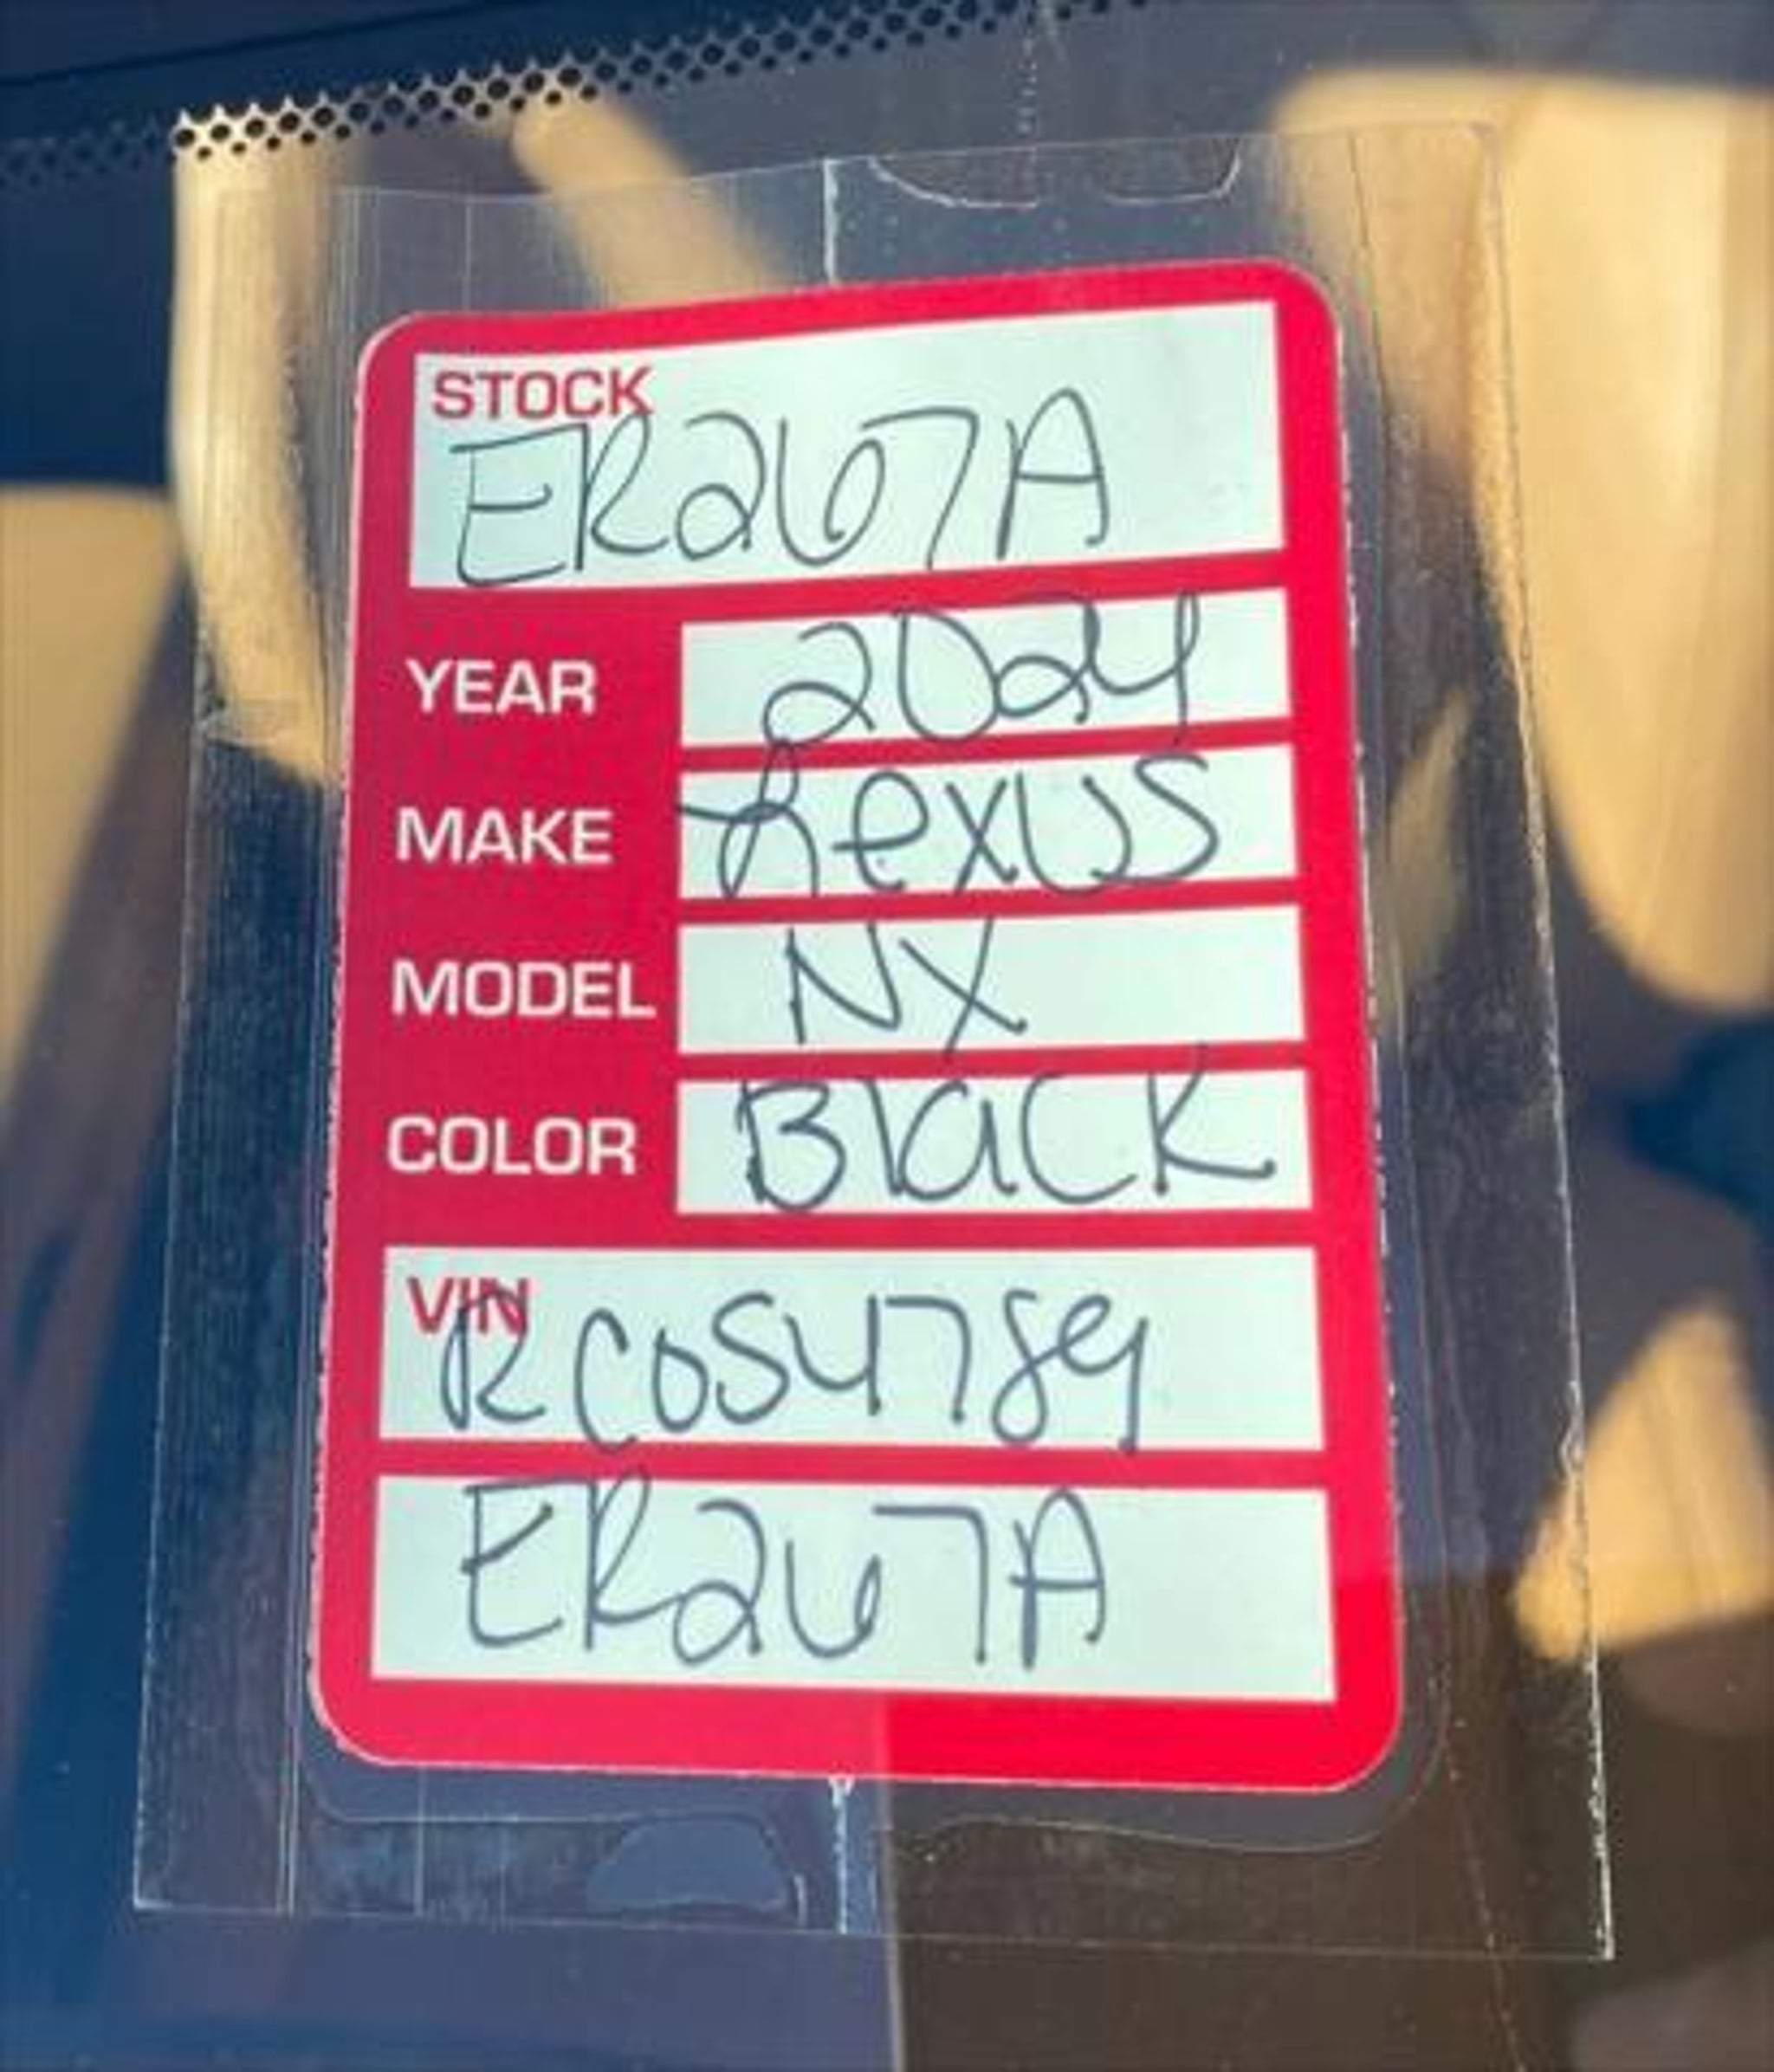 STOCK
ER267A
YEAR 2024
MAKE Lexus
MODEL NX
COLOR Black
VIN
RC054789
ER267A